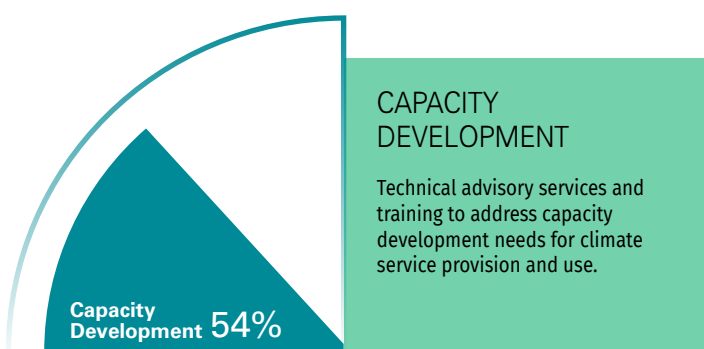 CAPACITY
DEVELOPMENT
Technical advisory services and
training to address capacity
development needs for climate
service provision and use.
Capacity
Development 54%